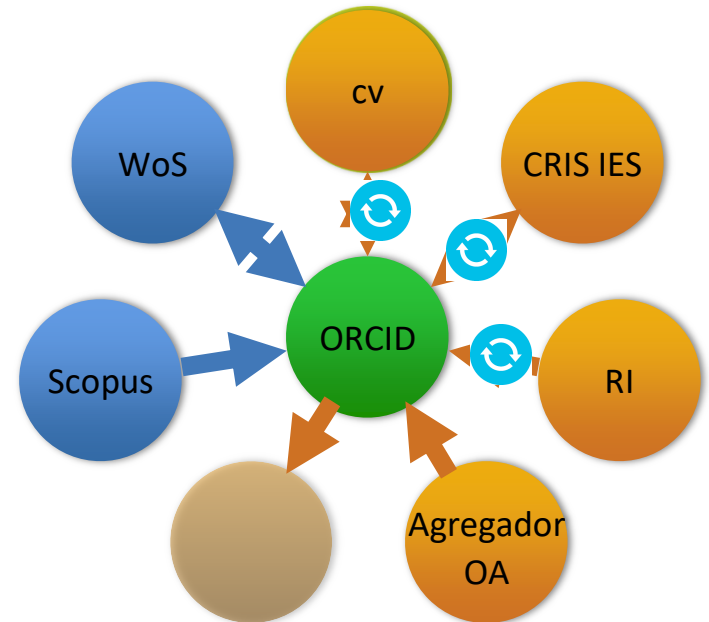 cv
WoS
CRIS IES
ORCID
Scopus
RI
Agregador
OA